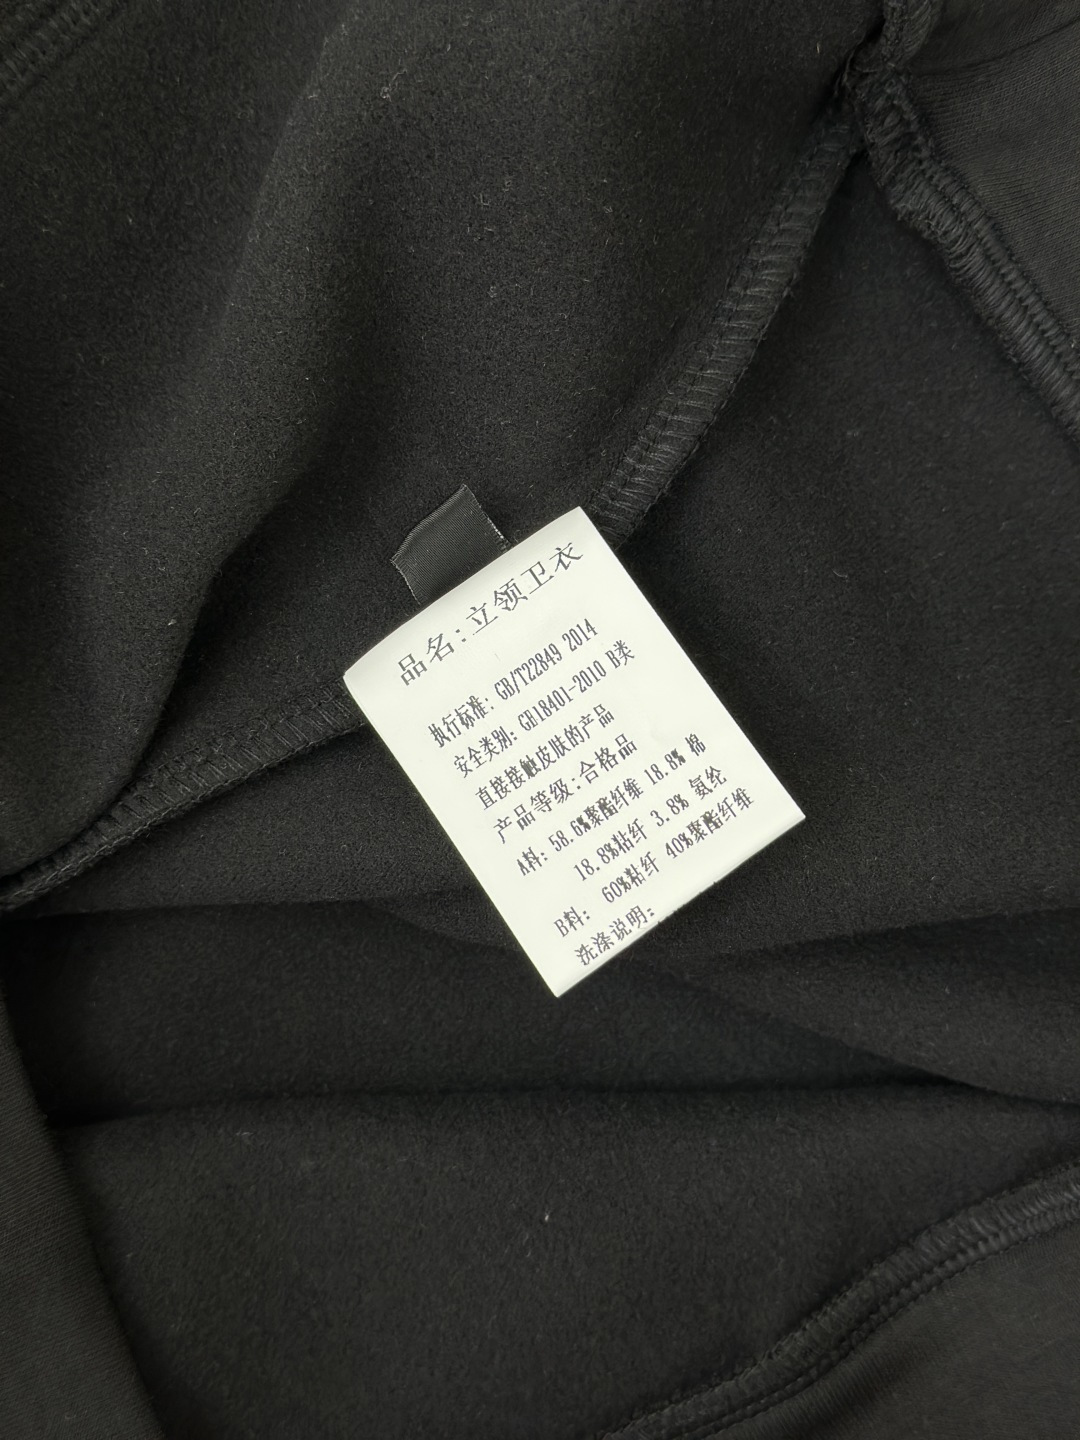 品名:立领卫衣
执行标准: GB/T22849 2014
安全类别: GB18401-2010 B类
直接接触皮肤的产品
产品等级:合格品
A料: 58.6%聚酯纤维 18.8% 棉
18.8%粘纤 3.8% 氨纶
B料: 60%粘纤 40%聚酯纤维
洗涤说明: